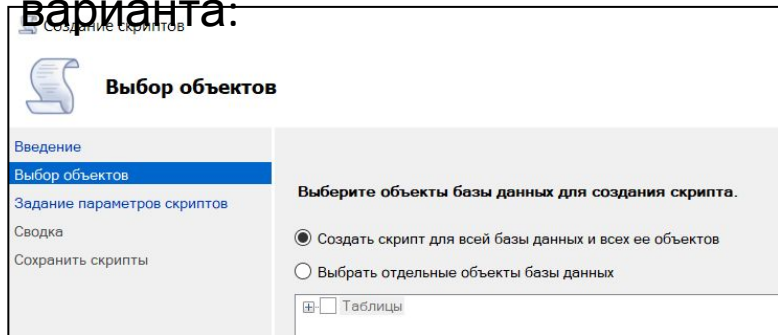 варианта:
Создание скриптов
Выбор объектов
Введение
Выбор объектов
Задание параметров скриптов
Сводка
Сохранить скрипты
Выберите объекты базы данных для создания скрипта.
Создать скрипт для всей базы данных и всех ее объектов
Выбрать отдельные объекты базы данных
Таблицы